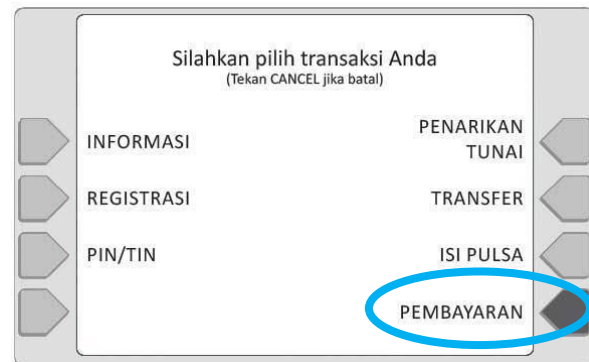 Silahkan pilih transaksi Anda
(Tekan CANCEL jika batal)
INFORMASI
PENARIKAN
TUNAI
REGISTRASI
TRANSFER
PIN/TIN
ISI PULSA
PEMBAYARAN